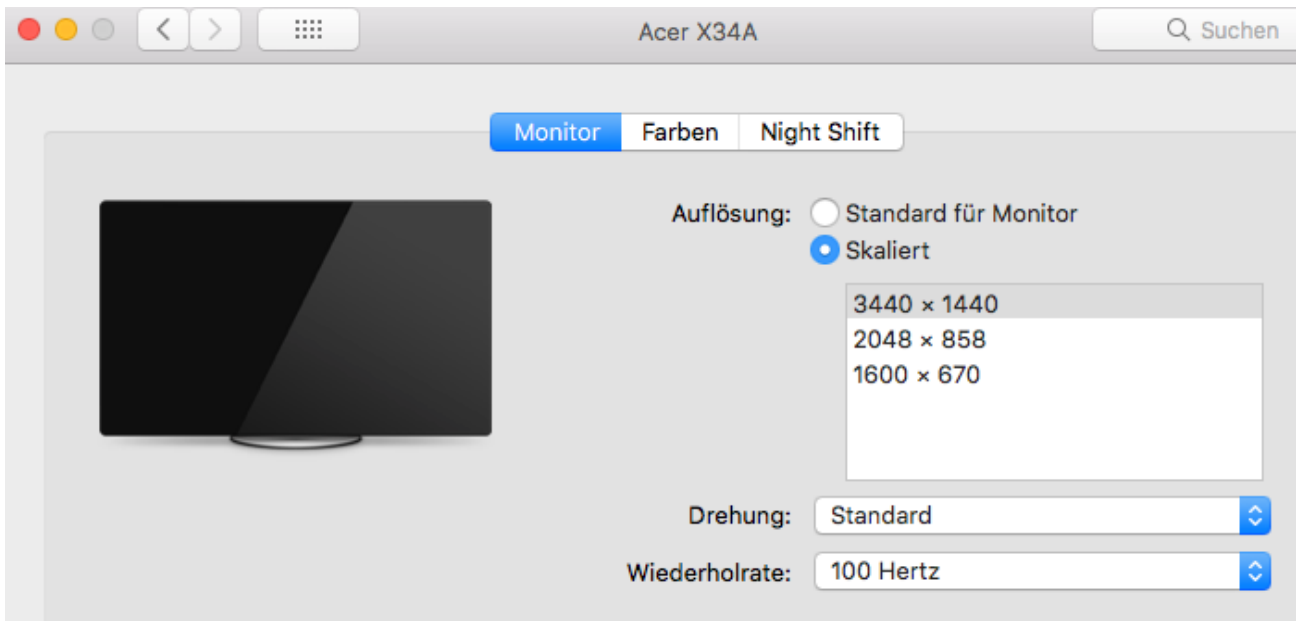 Acer X34A
Suchen
Monitor Farben Night Shift
Auflösung: Standard für Monitor
Skaliert
3440 × 1440
2048 × 858
1600 × 670
Drehung: Standard
Wiederholrate: 100 Hertz